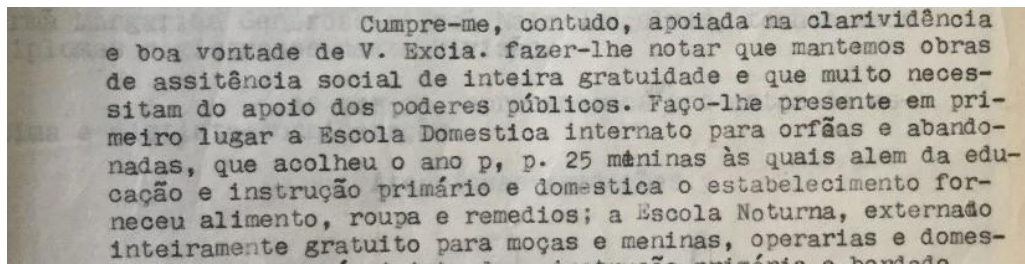 Cumpre-me, contudo, apoiada na clarividência
e boa vontade de V. Excia. fazer-lhe notar que mantemos obras
de assitência social de inteira gratuidade e que muito neces-
sitam do apoio dos poderes públicos. Faço-lhe presente em pri-
meiro lugar a Escola Domestica internato para orfãas e abando-
nadas, que acolheu o ano p, p. 25 meninas às quais alem da edu-
cação e instrução primário e domestica o estabelecimento for-
neceu alimento, roupa e remedios; a Escola Noturna, externado
inteiramente gratuito para moças e meninas, operarias e domes-
instrução primária e bordado